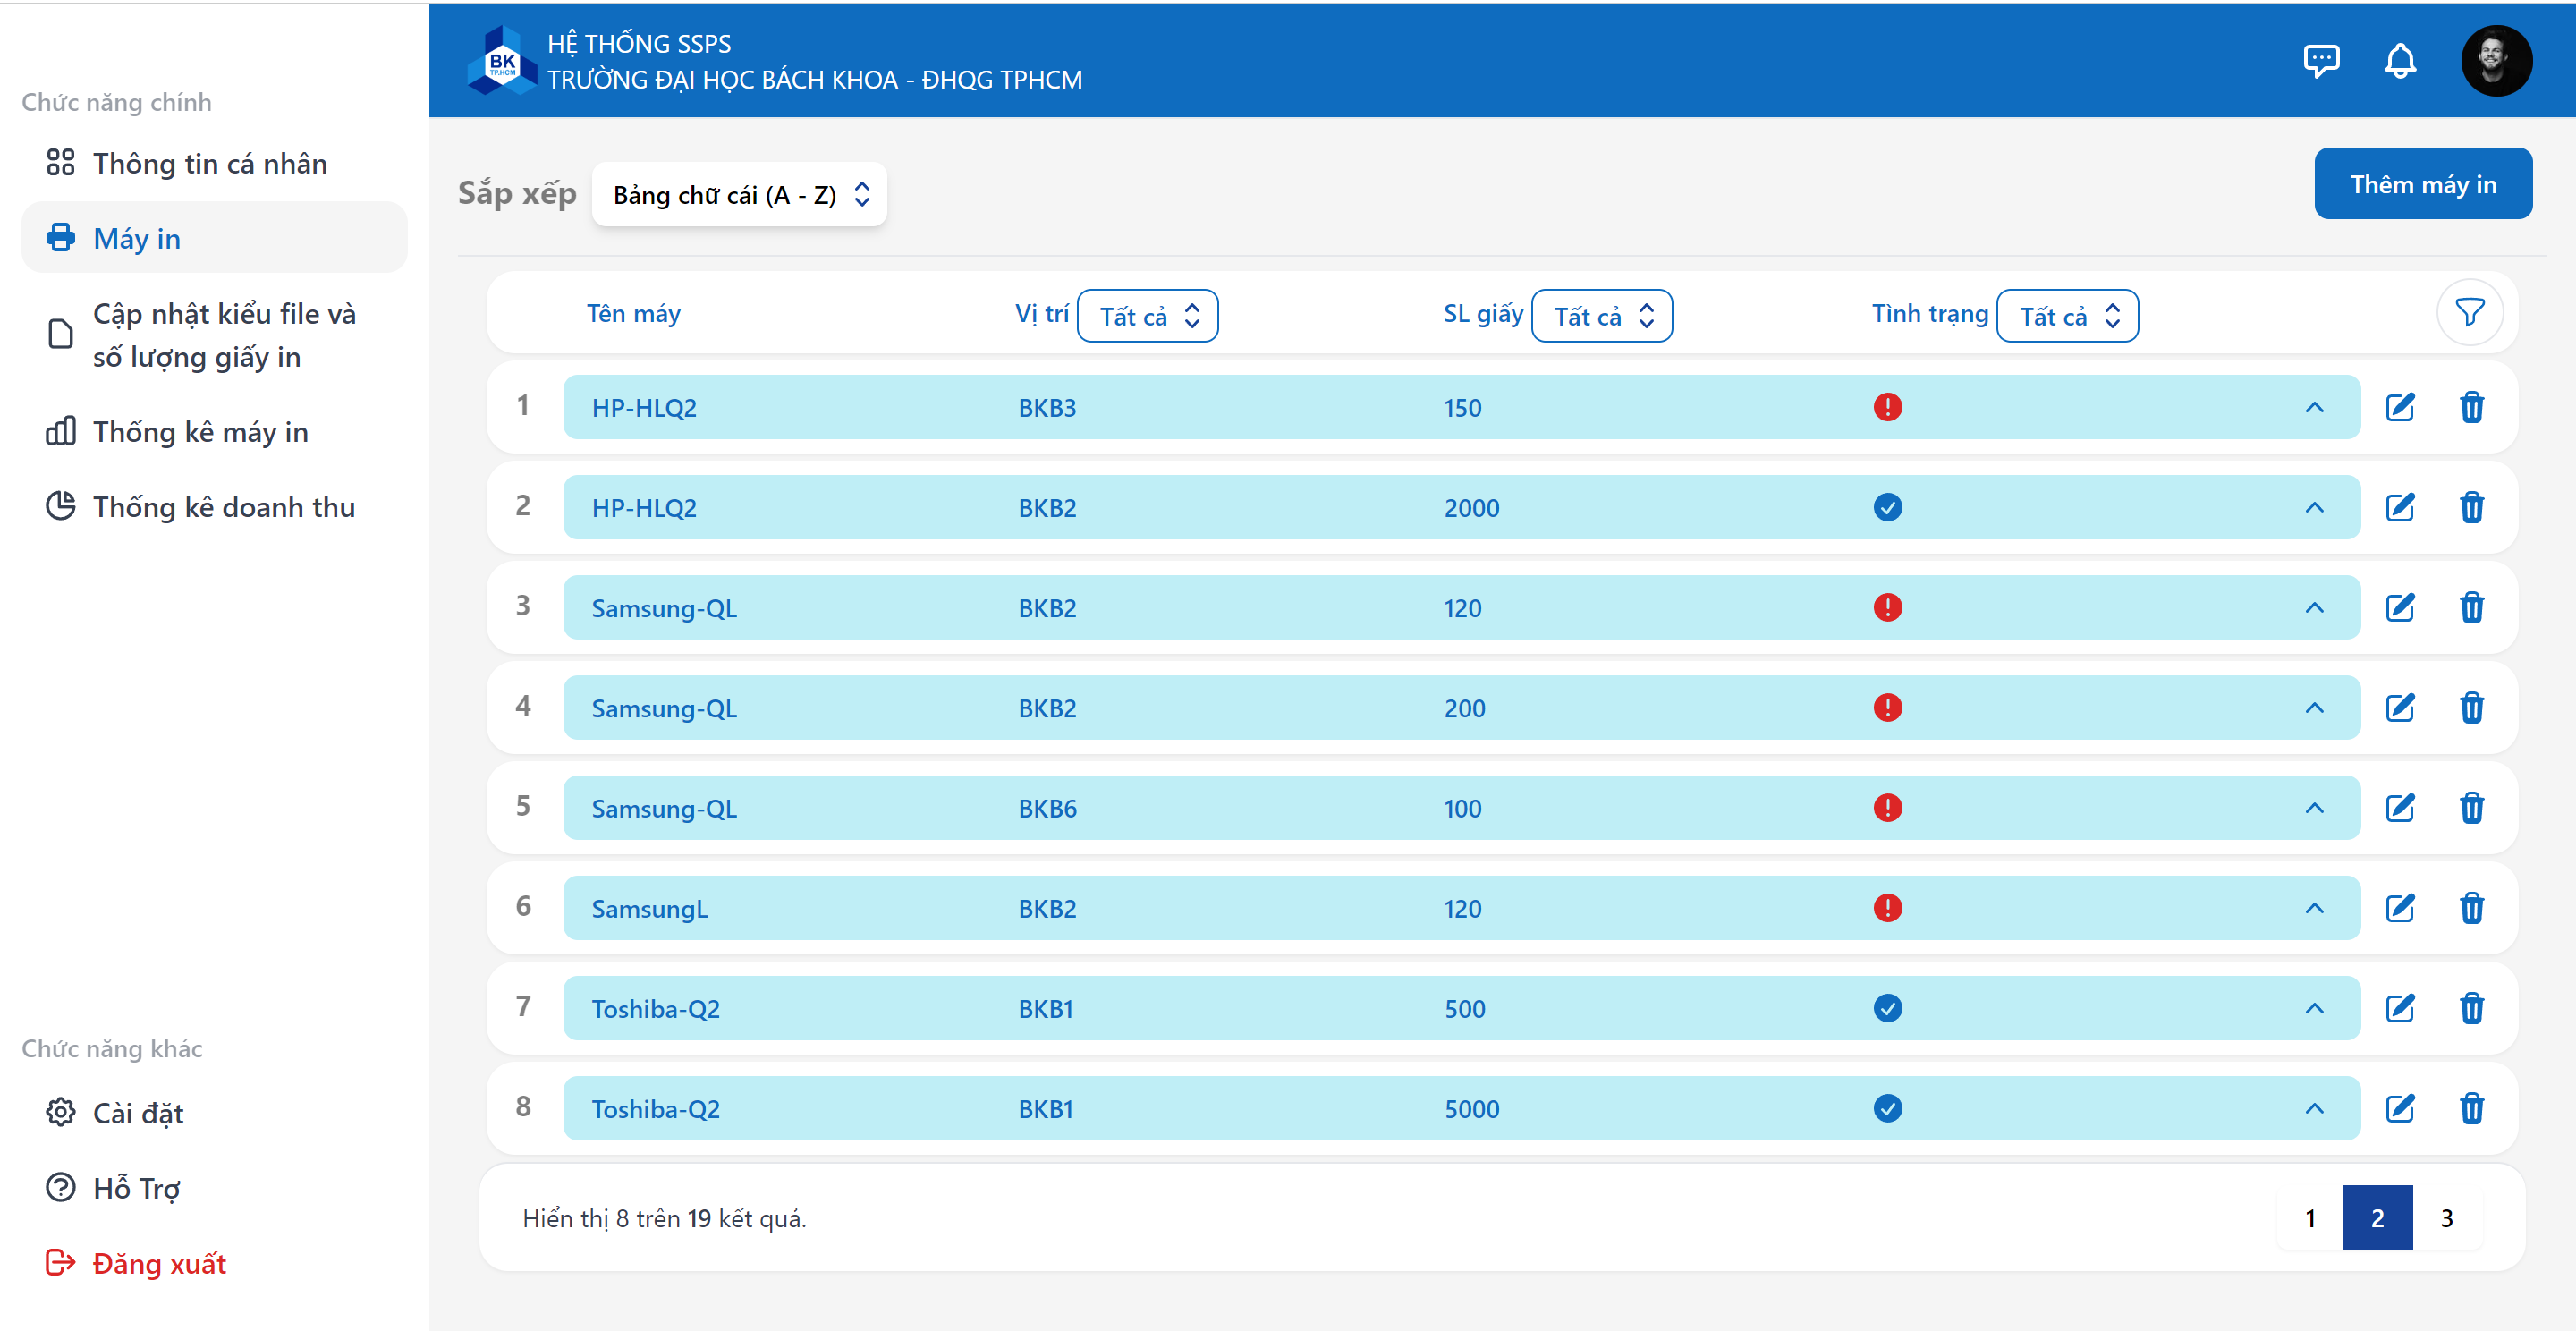 BK
TP.HCM
HỆ THỐNG SSPS
TRƯỜNG ĐẠI HỌC BÁCH KHOA - ĐHQG TPHCM
Chức năng chính
Thông tin cá nhân
Máy in
Cập nhật kiểu file và
số lượng giấy in
Thống kê máy in
Thống kê doanh thu
Chức năng khác
Cài đặt
Hỗ Trợ
Đăng xuất
Sắp xếp Bảng chữ cái (A - Z)
Thêm máy in
Tên máy Vị trí Tất cả SL giấy Tất cả Tình trạng Tất cả
1 HP-HLQ2 BKB3 150
2 HP-HLQ2 BKB2 2000
3 Samsung-QL BKB2 120
4 Samsung-QL BKB2 200
5 Samsung-QL BKB6 100
6 SamsungL BKB2 120
7 Toshiba-Q2 BKB1 500
8 Toshiba-Q2 BKB1 5000
Hiển thị 8 trên 19 kết quả.
1 2 3